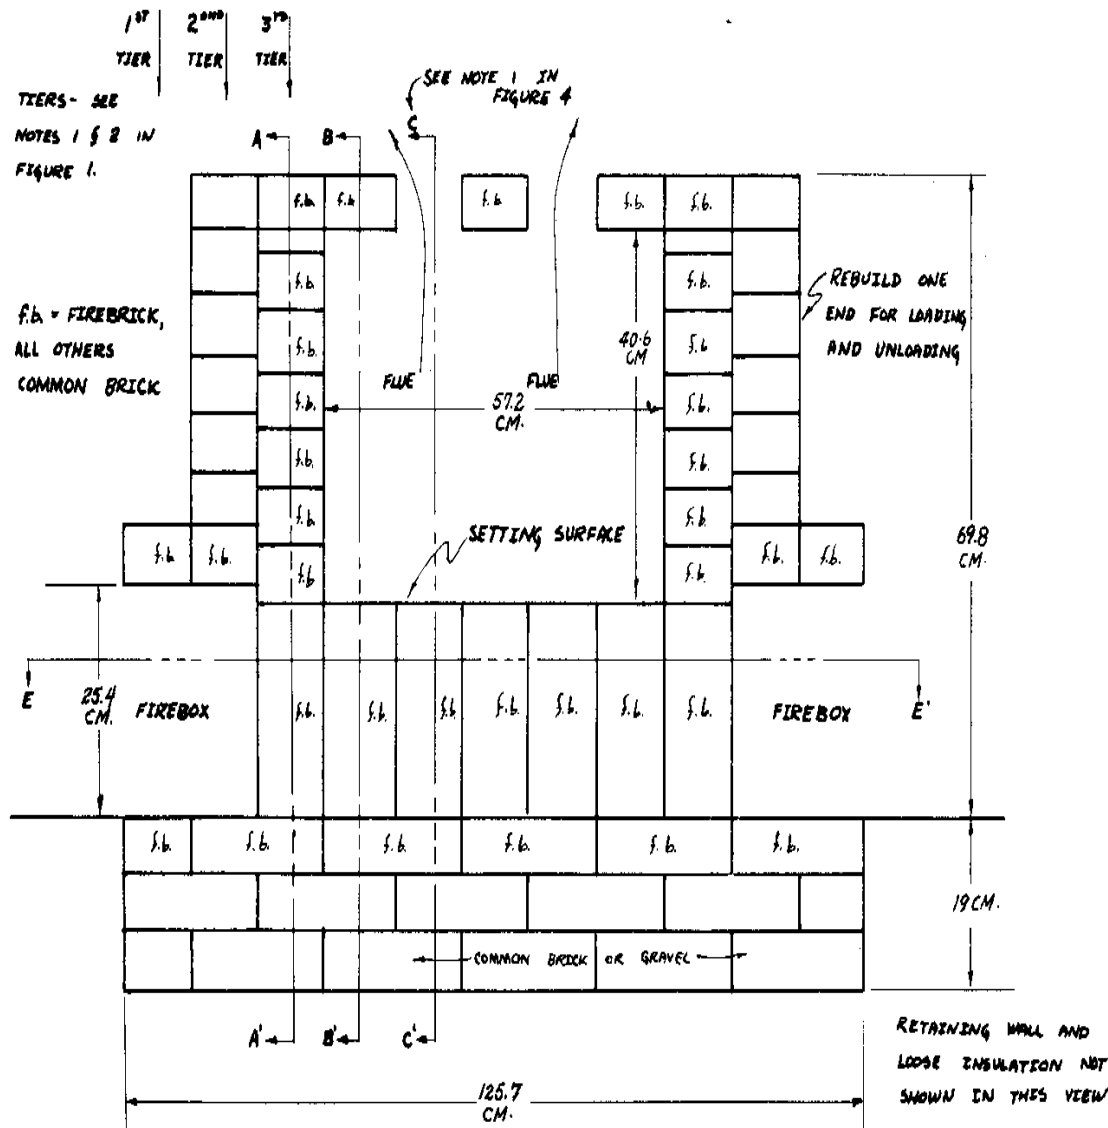 1ST 2ND 3RD
TIER TIER TIER
TIERS- SEE
NOTES 1 & 2 IN
FIGURE 1.
SEE NOTE 1 IN
FIGURE 4
A B C
f.b. f.b. f.b. f.b. f.b.
f.b. f.b.
REBUILD ONE
END FOR LOADING
AND UNLOADING
f.b. = FIREBRICK,
ALL OTHERS
COMMON BRICK
f.b. f.b.
40.6
CM
FLUE FLUE
57.2
CM.
f.b. f.b.
f.b. f.b.
f.b. f.b.
SETTING SURFACE
69.8
CM.
f.b. f.b. f.b. f.b. f.b. f.b.
E E'
25.4
CM.
FIREBOX f.b. f.b. f.b. f.b. f.b. f.b. f.b. FIREBOX
f.b. f.b. f.b. f.b. f.b. f.b.
19 CM.
COMMON BRICK OR GRAVEL
A' B' C'
RETAINING WALL AND
LOOSE INSULATION NOT
SHOWN IN THIS VIEW
125.7
CM.